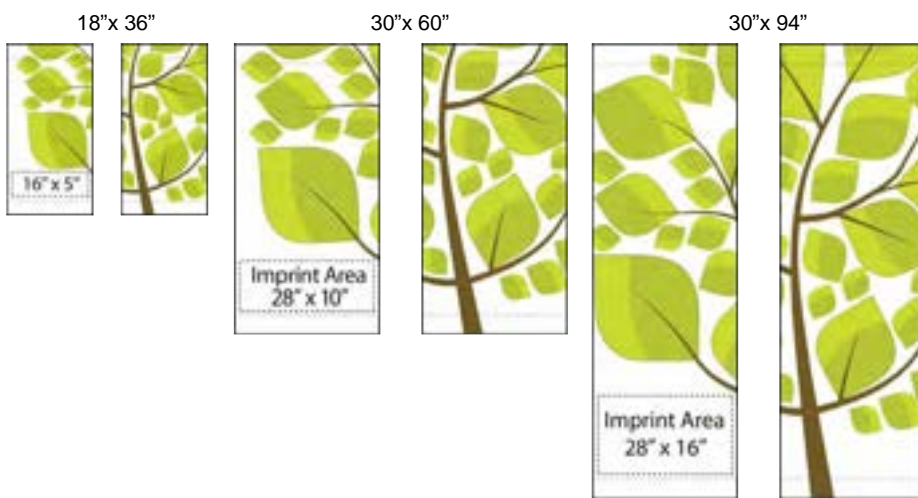 18”x 36”
30”x 60”
30”x 94”
16” x 5”
Imprint Area
28” x 10”
Imprint Area
28” x 16”